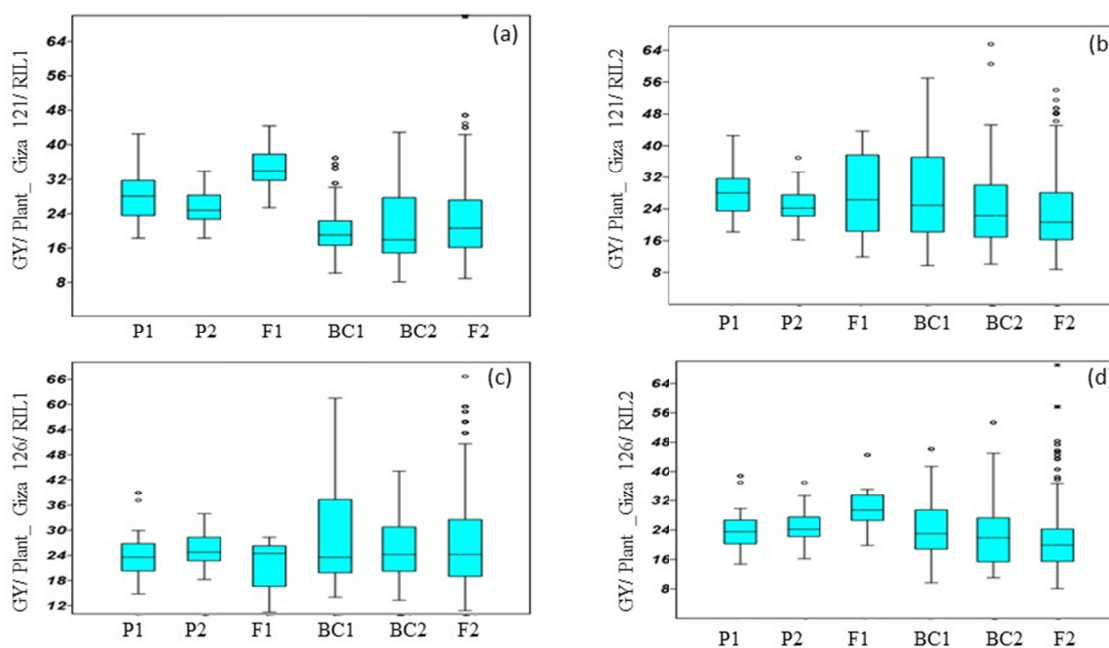 (a)
GY/ Plant_ Giza 121/ RIL1
64
56
48
40
32
24
16
8
P1 P2 F1 BC1 BC2 F2
(b)
GY/ Plant_ Giza 121/ RIL2
64
56
48
40
32
24
16
8
P1 P2 F1 BC1 BC2 F2
(c)
GY/ Plant_ Giza 126/ RIL1
66
60
54
48
42
36
30
24
18
12
P1 P2 F1 BC1 BC2 F2
(d)
GY/ Plant_Giza 126/ RIL2
64
56
48
40
32
24
16
8
P1 P2 F1 BC1 BC2 F2